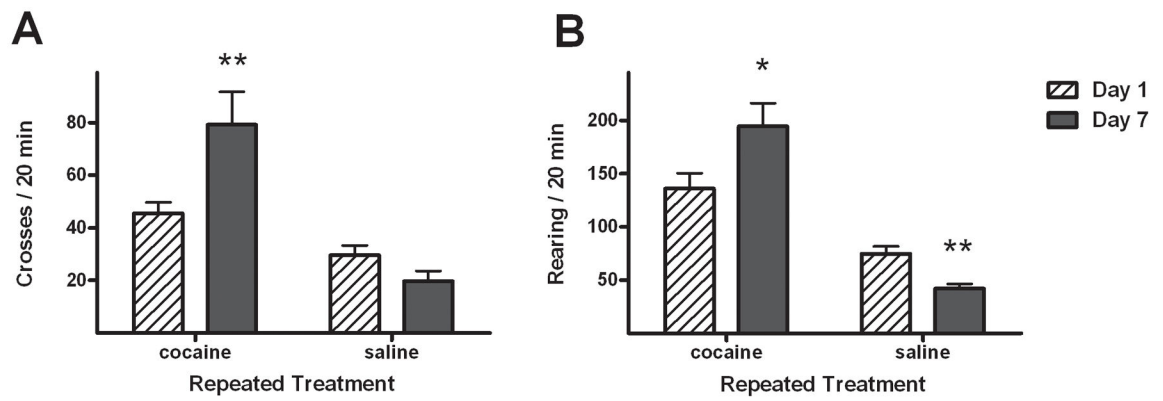 A
**
Crosses / 20 min
80
60
40
20
cocaine
saline
Repeated Treatment
B
*
**
Rearing / 20 min
200
150
100
50
cocaine
saline
Repeated Treatment
Day 1
Day 7